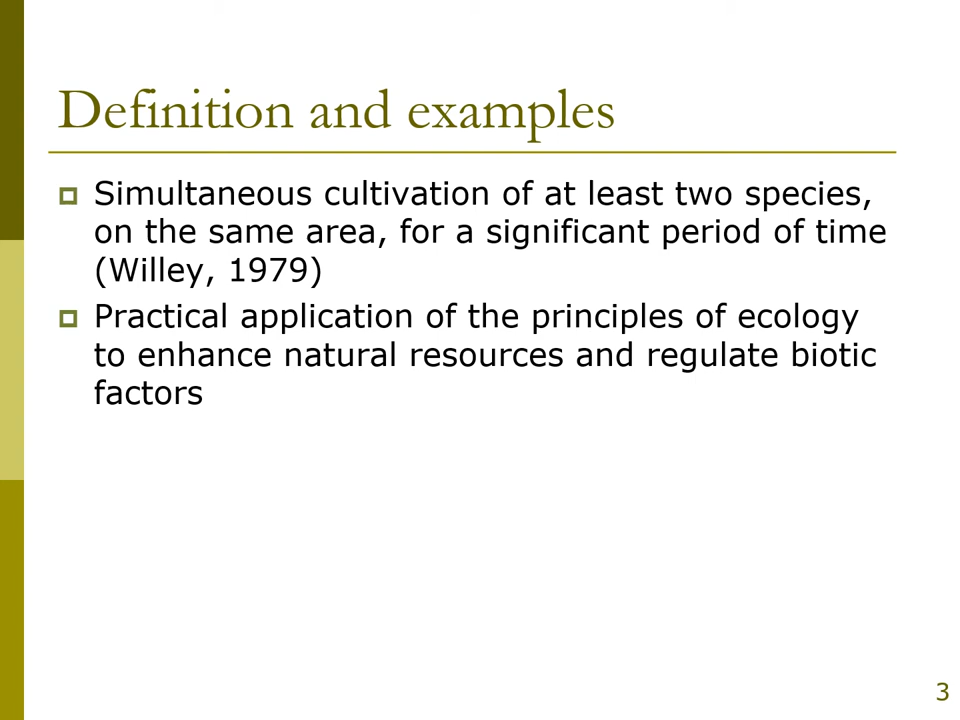 Definition and examples
Simultaneous cultivation of at least two species,
on the same area, for a significant period of time
(Willey, 1979)
Practical application of the principles of ecology
to enhance natural resources and regulate biotic
factors
3